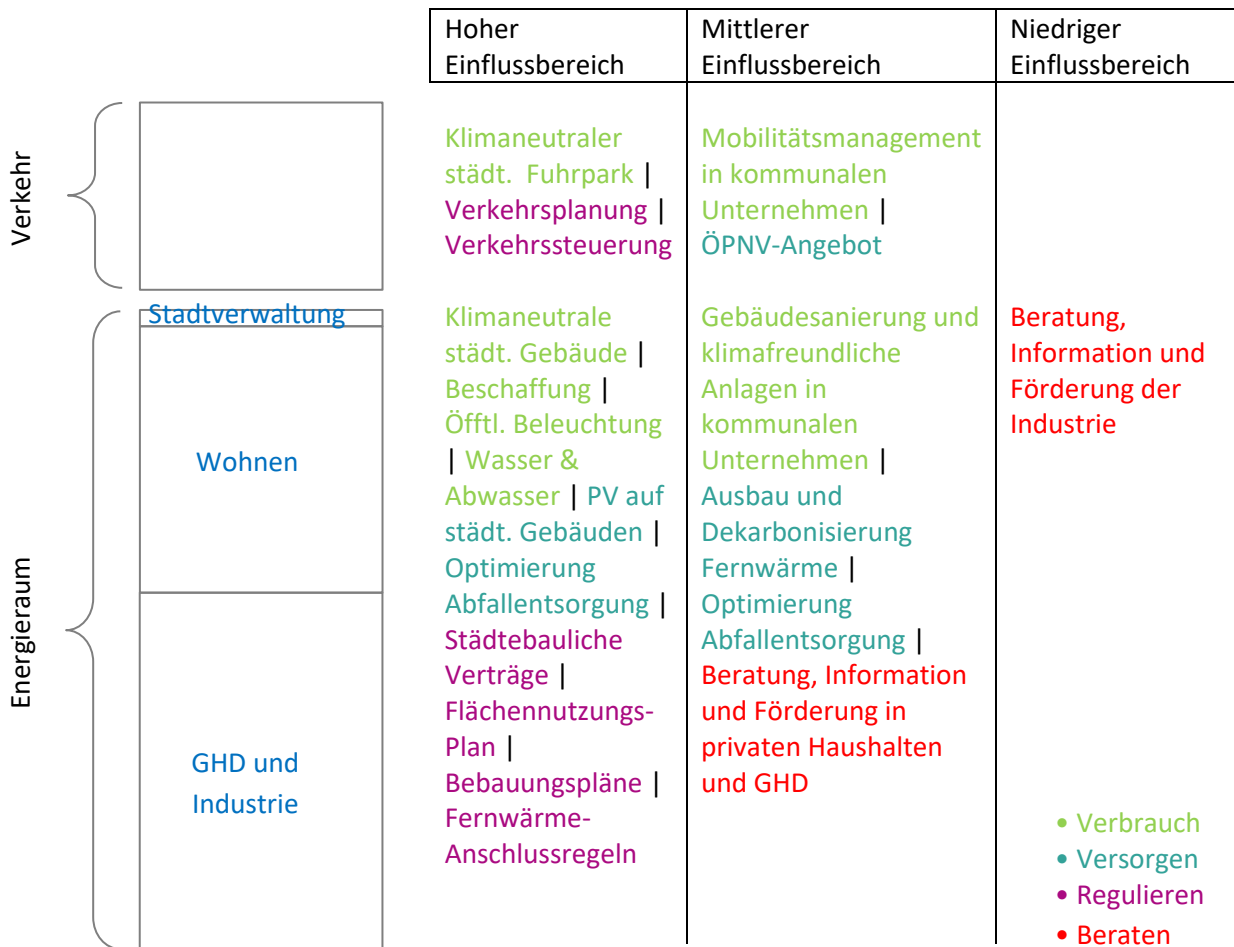 Hoher
Einflussbereich
Mittlerer
Einflussbereich
Niedriger
Einflussbereich
Verkehr
Klimaneutraler
städt.  Fuhrpark |
Verkehrsplanung |
Verkehrssteuerung
Mobilitätsmanagement
in kommunalen
Unternehmen |
ÖPNV-Angebot
Energieraum
Stadtverwaltung
Wohnen
GHD und
Industrie
Klimaneutrale
städt. Gebäude |
Beschaffung |
Öfftl. Beleuchtung
| Wasser &
Abwasser | PV auf
städt. Gebäuden |
Optimierung
Abfallentsorgung |
Städtebauliche
Verträge |
Flächennutzungs-
Plan |
Bebauungspläne |
Fernwärme-
Anschlussregeln
Gebäudesanierung und
klimafreundliche
Anlagen in
kommunalen
Unternehmen |
Ausbau und
Dekarbonisierung
Fernwärme |
Optimierung
Abfallentsorgung |
Beratung, Information
und Förderung in
privaten Haushalten
und GHD
Beratung,
Information und
Förderung der
Industrie
• Verbrauch
• Versorgen
• Regulieren
• Beraten